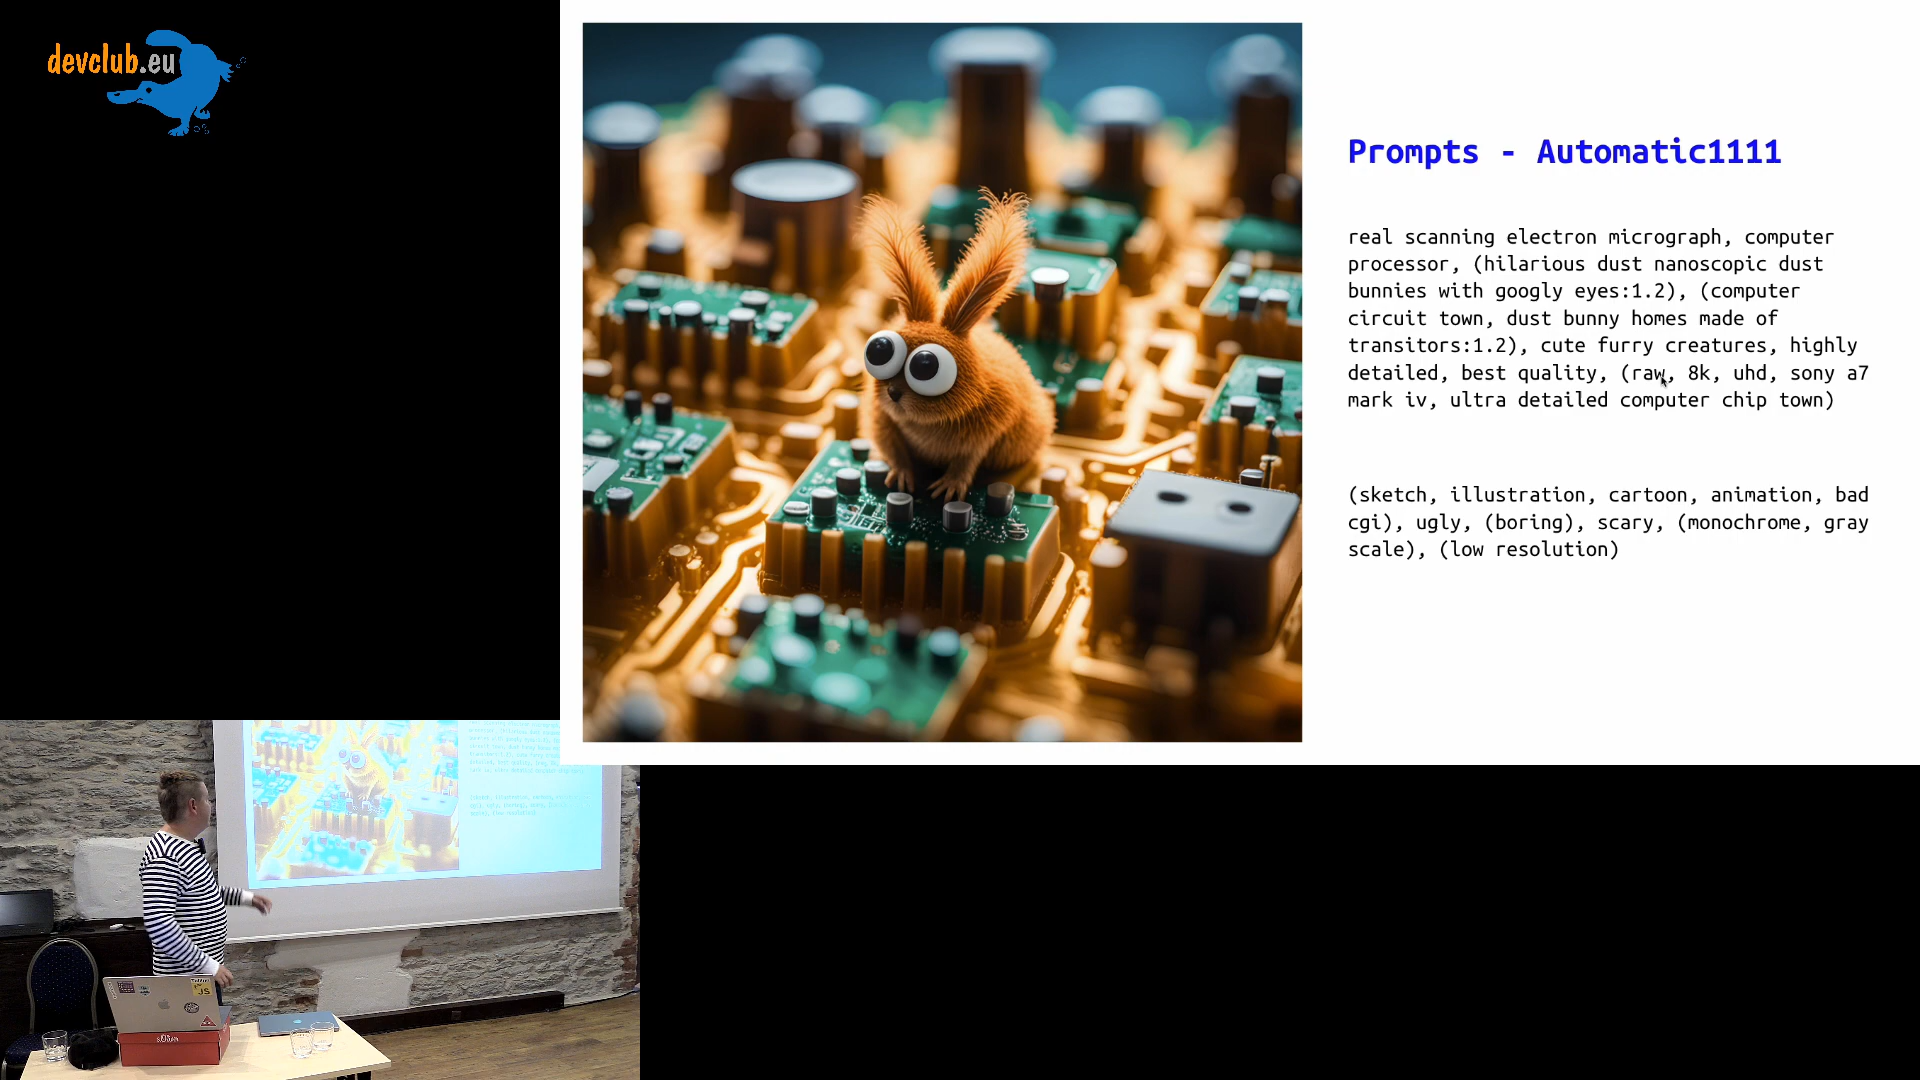 devclub.eu
Prompts - Automatic1111
real scanning electron micrograph, computer
processor, (hilarious dust nanoscopic dust
bunnies with googly eyes:1.2), (computer
circuit town, dust bunny homes made of
transitors:1.2), cute furry creatures, highly
detailed, best quality, (raw, 8k, uhd, sony a7
mark iv, ultra detailed computer chip town)
(sketch, illustration, cartoon, animation, bad
cgi), ugly, (boring), scary, (monochrome, gray
scale), (low resolution)
JS